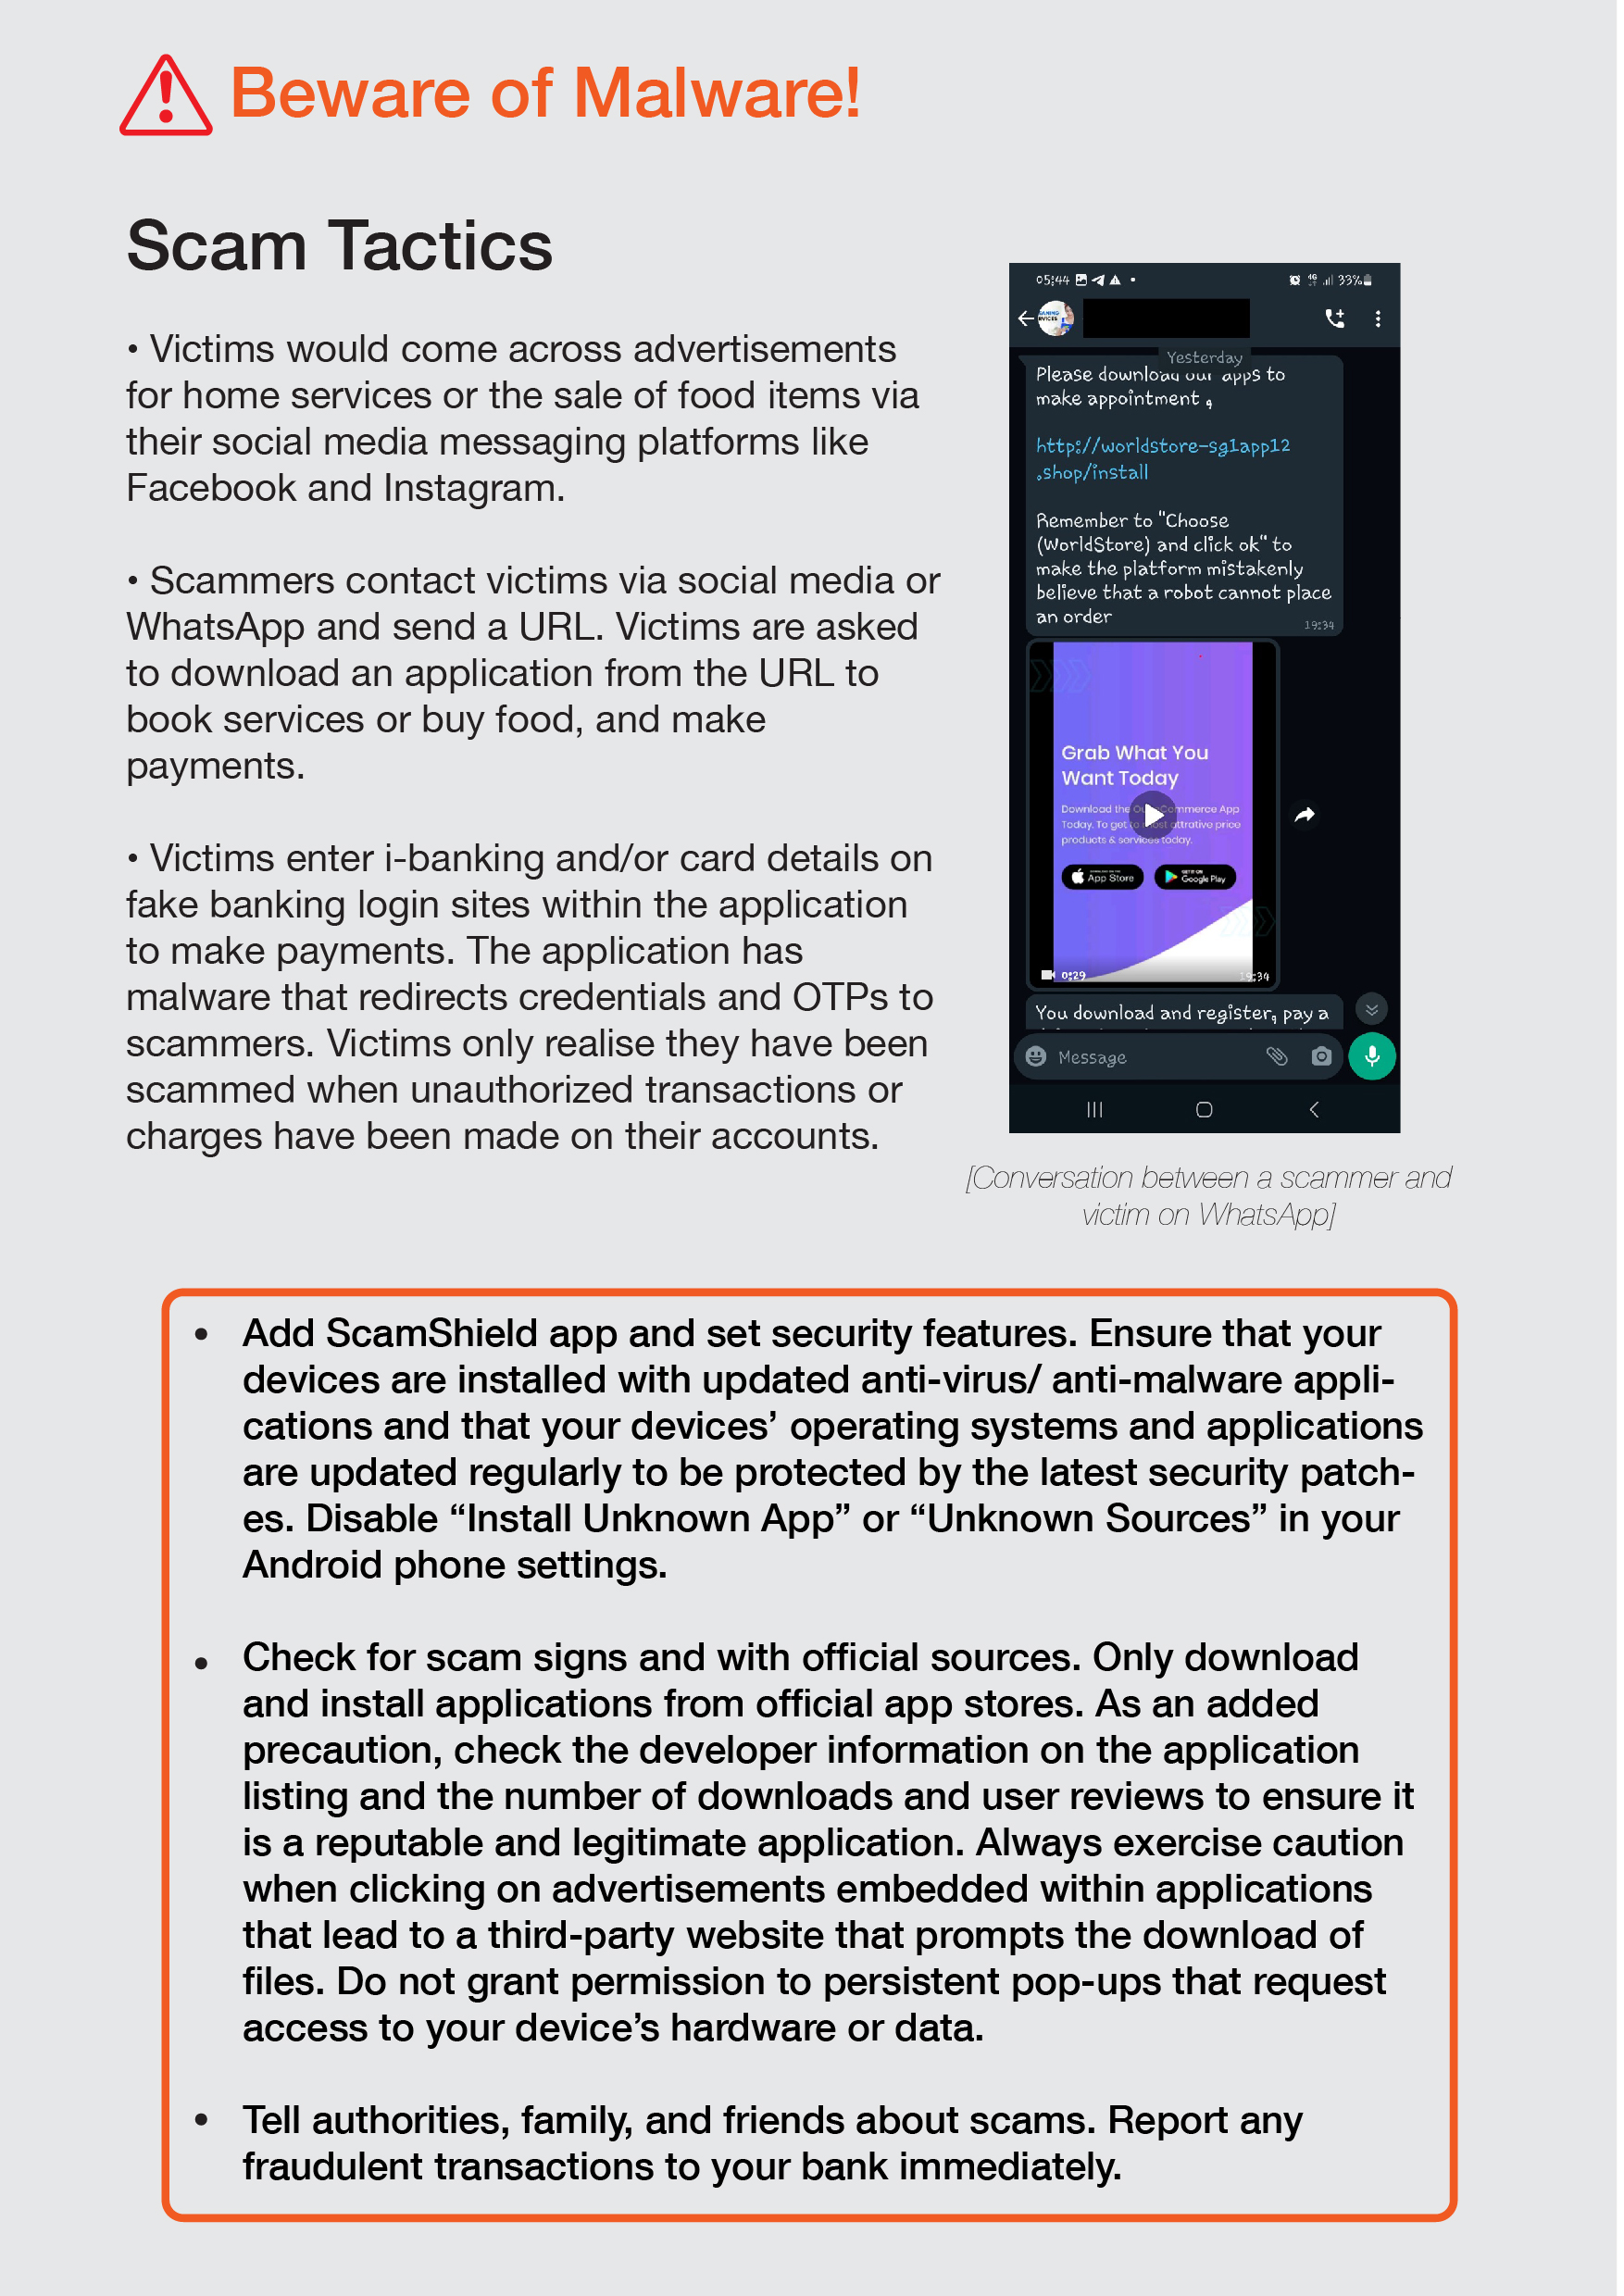 Beware of Malware!
Scam Tactics
• Victims would come across advertisements
for home services or the sale of food items via
their social media messaging platforms like
Facebook and Instagram.
• Scammers contact victims via social media or
WhatsApp and send a URL. Victims are asked
to download an application from the URL to
book services or buy food, and make
payments.
• Victims enter i-banking and/or card details on
fake banking login sites within the application
to make payments. The application has
malware that redirects credentials and OTPs to
scammers. Victims only realise they have been
scammed when unauthorized transactions or
charges have been made on their accounts.
05:44
4G
33%
Yesterday
Please download our apps to
make appointment ,
http://worldstore-sg1app12
.shop/install
Remember to "Choose
(WorldStore) and click ok" to
make the platform mistakenly
believe that a robot cannot place
an order
19:34
Grab What You
Want Today
Download the Commerce App
Today. To get most attrative price
products & services today.
App Store
GET IT ON
Google Play
0:29
19:34
You download and register, pay a
Message
[Conversation between a scammer and
victim on WhatsApp]
• Add ScamShield app and set security features. Ensure that your
devices are installed with updated anti-virus/ anti-malware appli-
cations and that your devices’ operating systems and applications
are updated regularly to be protected by the latest security patch-
es. Disable “Install Unknown App” or “Unknown Sources” in your
Android phone settings.
• Check for scam signs and with official sources. Only download
and install applications from official app stores. As an added
precaution, check the developer information on the application
listing and the number of downloads and user reviews to ensure it
is a reputable and legitimate application. Always exercise caution
when clicking on advertisements embedded within applications
that lead to a third-party website that prompts the download of
files. Do not grant permission to persistent pop-ups that request
access to your device’s hardware or data.
• Tell authorities, family, and friends about scams. Report any
fraudulent transactions to your bank immediately.